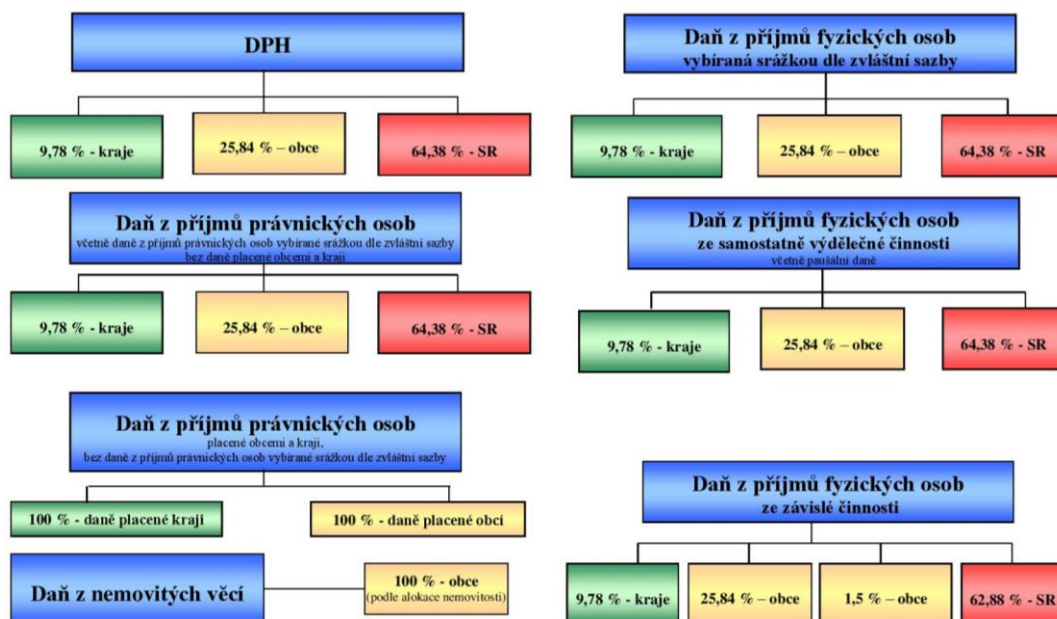 DPH
9,78 % - kraje
25,84 % – obce
64,38 % - SR
Daň z příjmů právnických osob
včetně daně z příjmů právnických osob vybírané srážkou dle zvláštní sazby
bez daně placené obcemi a kraji
9,78 % - kraje
25,84 % – obce
64,38 % - SR
Daň z příjmů právnických osob
placené obcemi a kraji,
bez daně z příjmů právnických osob vybírané srážkou dle zvláštní sazby
100 % - daně placené kraji
100 % - daně placené obcí
Daň z nemovitých věcí
100 % - obce
(podle alokace nemovitosti)
Daň z příjmů fyzických osob
vybíraná srážkou dle zvláštní sazby
9,78 % - kraje
25,84 % – obce
64,38 % - SR
Daň z příjmů fyzických osob
ze samostatně výdělečné činnosti
včetně paušální daně
9,78 % - kraje
25,84 % – obce
64,38 % - SR
Daň z příjmů fyzických osob
ze závislé činnosti
9,78 % - kraje
25,84 % – obce
1,5 % – obce
62,88 % - SR